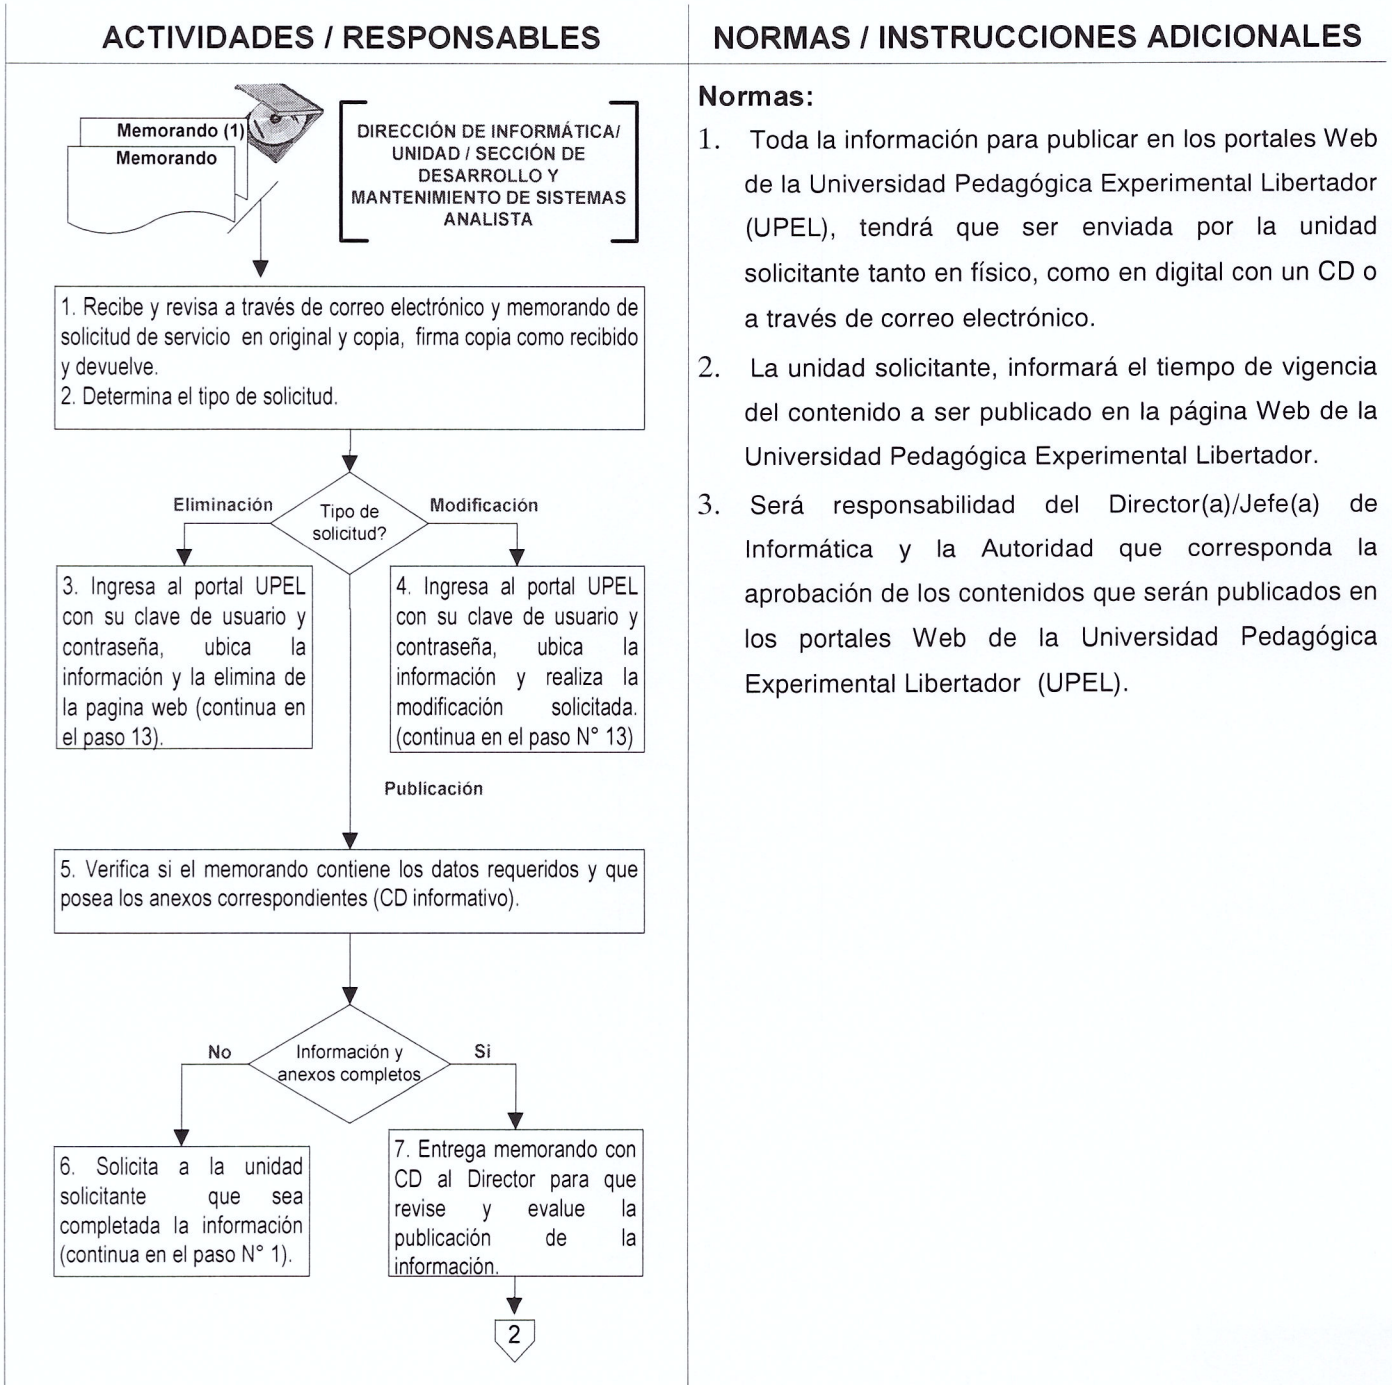 ACTIVIDADES / RESPONSABLES
Memorando (1)
Memorando
DIRECCIÓN DE INFORMÁTICA/
UNIDAD / SECCIÓN DE
DESARROLLO Y
MANTENIMIENTO DE SISTEMAS
ANALISTA
1. Recibe y revisa a través de correo electrónico y memorando de
solicitud de servicio en original y copia, firma copia como recibido
y devuelve.
2. Determina el tipo de solicitud.
Eliminación
Tipo de
solicitud?
Modificación
3. Ingresa al portal UPEL
con su clave de usuario y
contraseña, ubica la
información y la elimina de
la pagina web (continua en
el paso 13).
4. Ingresa al portal UPEL
con su clave de usuario y
contraseña, ubica la
información y realiza la
modificación solicitada.
(continua en el paso N° 13)
Publicación
5. Verifica si el memorando contiene los datos requeridos y que
posea los anexos correspondientes (CD informativo).
No
Información y
anexos completos
Si
6. Solicita a la unidad
solicitante que sea
completada la información
(continua en el paso N° 1).
7. Entrega memorando con
CD al Director para que
revise y evalue la
publicación de la
información.
2
NORMAS / INSTRUCCIONES ADICIONALES
Normas:
1. Toda la información para publicar en los portales Web
de la Universidad Pedagógica Experimental Libertador
(UPEL), tendrá que ser enviada por la unidad
solicitante tanto en físico, como en digital con un CD o
a través de correo electrónico.
2. La unidad solicitante, informará el tiempo de vigencia
del contenido a ser publicado en la página Web de la
Universidad Pedagógica Experimental Libertador.
3. Será responsabilidad del Director(a)/Jefe(a) de
Informática y la Autoridad que corresponda la
aprobación de los contenidos que serán publicados en
los portales Web de la Universidad Pedagógica
Experimental Libertador (UPEL).